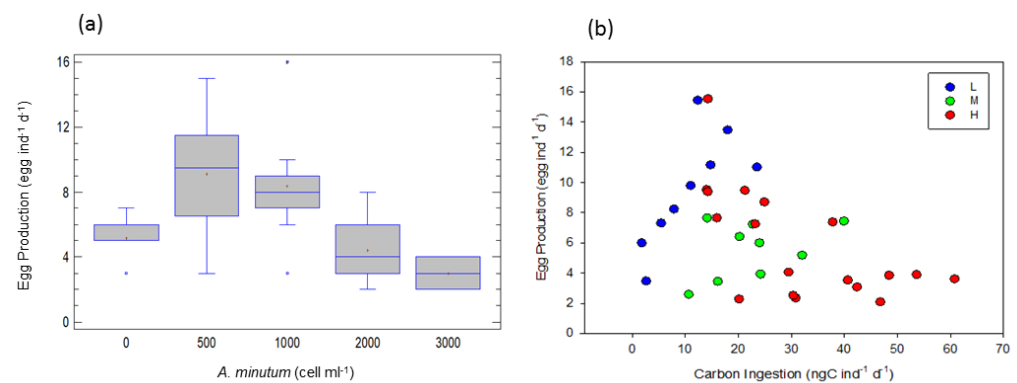 (a)
Egg Production (egg ind-1 d-1)
16
12
8
4
0
0 500 1000 2000 3000
A. minutum (cell ml-1)
(b)
Egg Production (egg ind-1 d-1)
18
16
14
12
10
8
6
4
2
0
0 10 20 30 40 50 60 70
Carbon Ingestion (ngC ind-1 d-1)
L
M
H